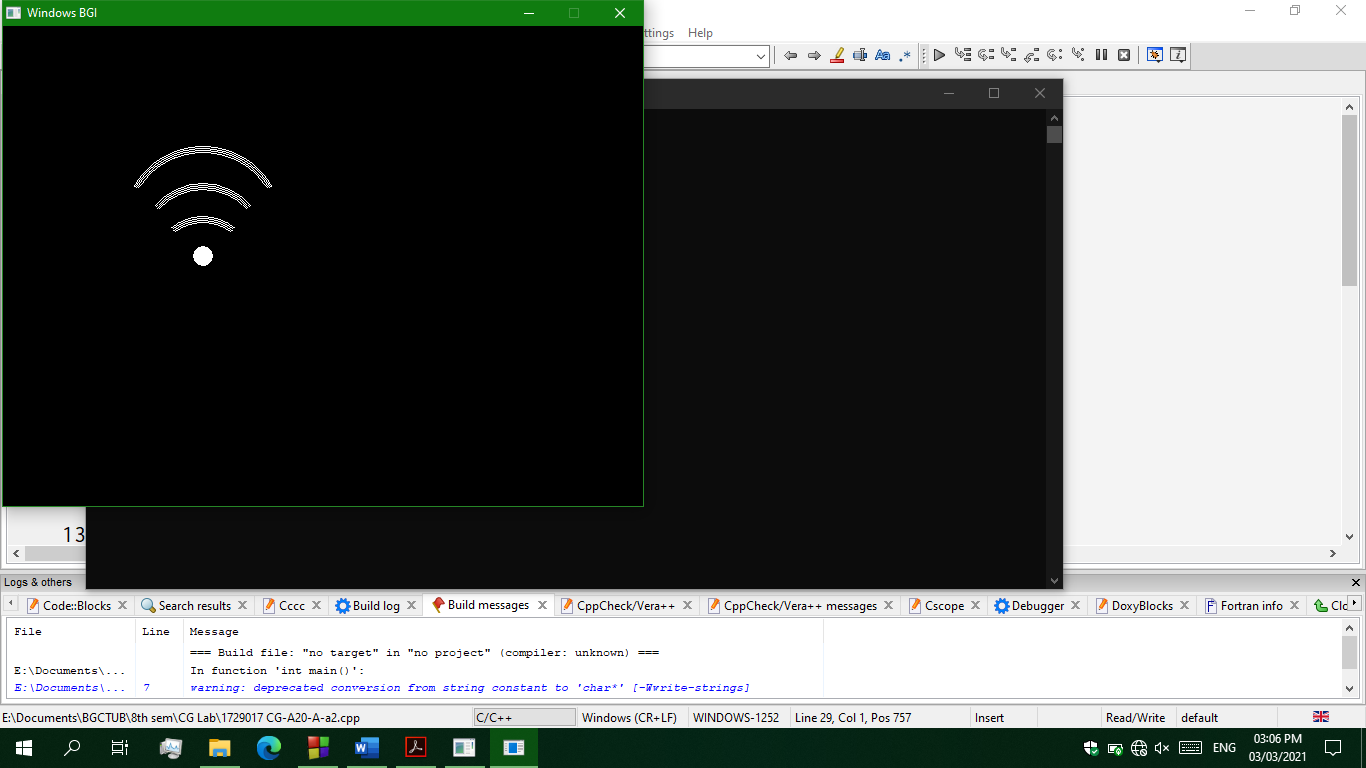 Windows BGI
ttings Help
13
Logs & others
Code::Blocks Search results Cccc Build log Build messages CppCheck/Vera++ CppCheck/Vera++ messages Cscope Debugger DoxyBlocks Fortran info Clo
File Line Message
=== Build file: "no target" in "no project" (compiler: unknown) ===
E:\Documents\... In function 'int main()':
E:\Documents\... 7 warning: deprecated conversion from string constant to 'char*' [-Wwrite-strings]
E:\Documents\BGCTUB\8th sem\CG Lab\1729017 CG-A20-A-a2.cpp C/C++ Windows (CR+LF) WINDOWS-1252 Line 29, Col 1, Pos 757 Insert Read/Write default
ENG 03:06 PM
03/03/2021